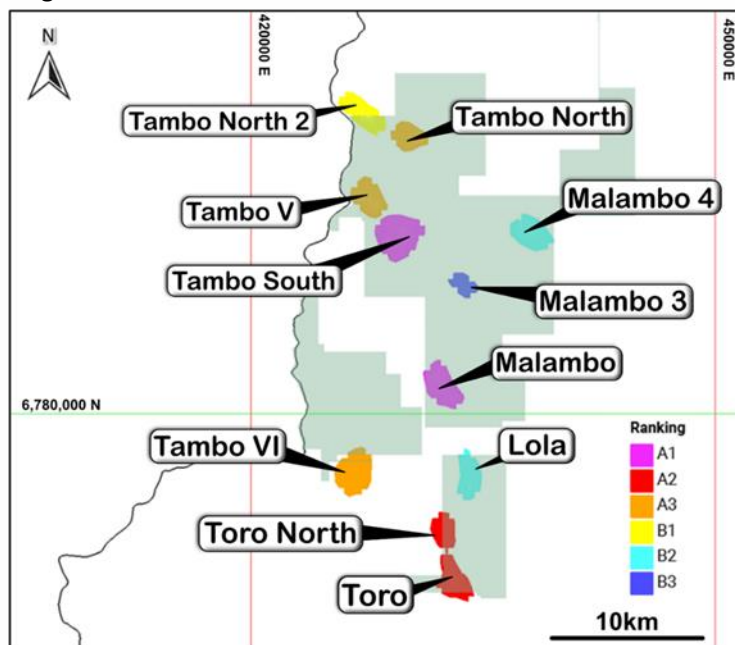 N
420000 E
450000 E
Tambo North 2
Tambo North
Tambo V
Malambo 4
Tambo South
Malambo 3
Malambo
6,780,000 N
Tambo VI
Lola
Toro North
Toro
Ranking
A1
A2
A3
B1
B2
B3
10km